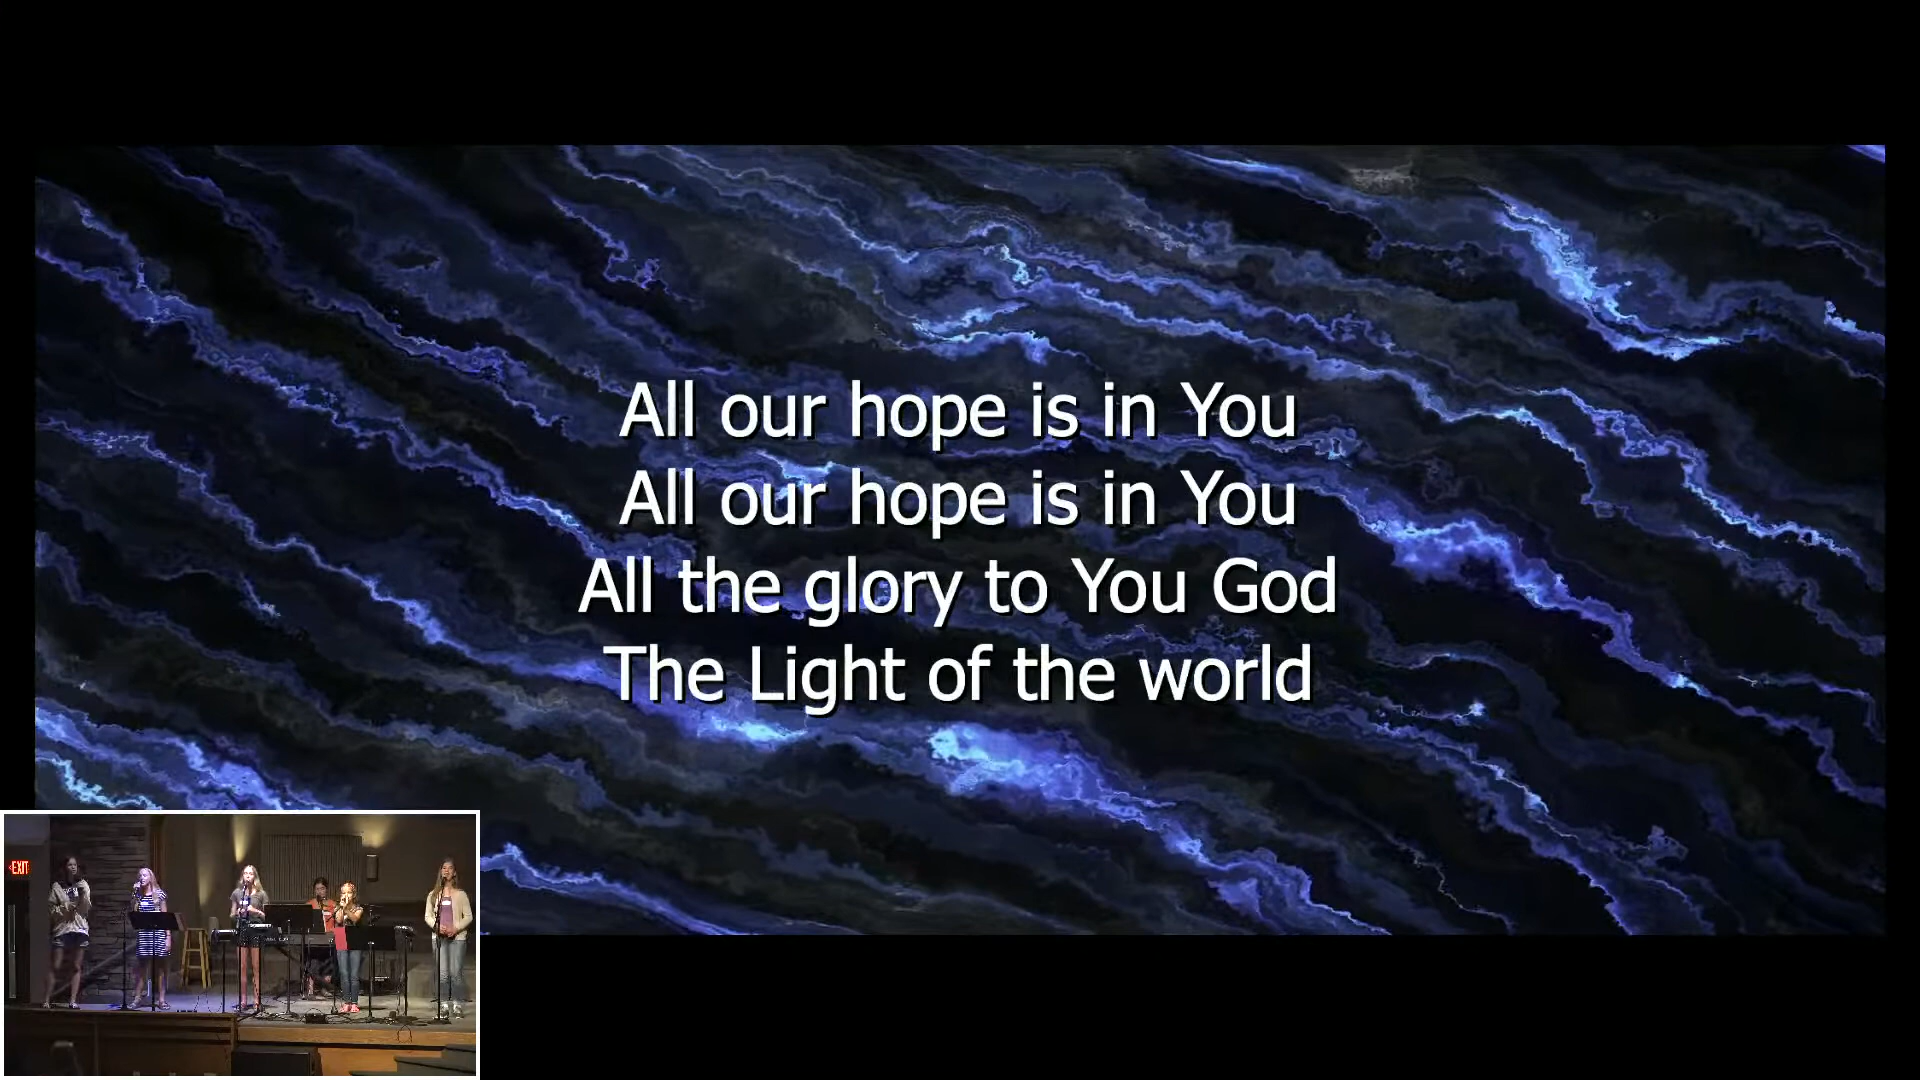 All our hope is in You
All our hope is in You
All the glory to You God
The Light of the world
EXIT